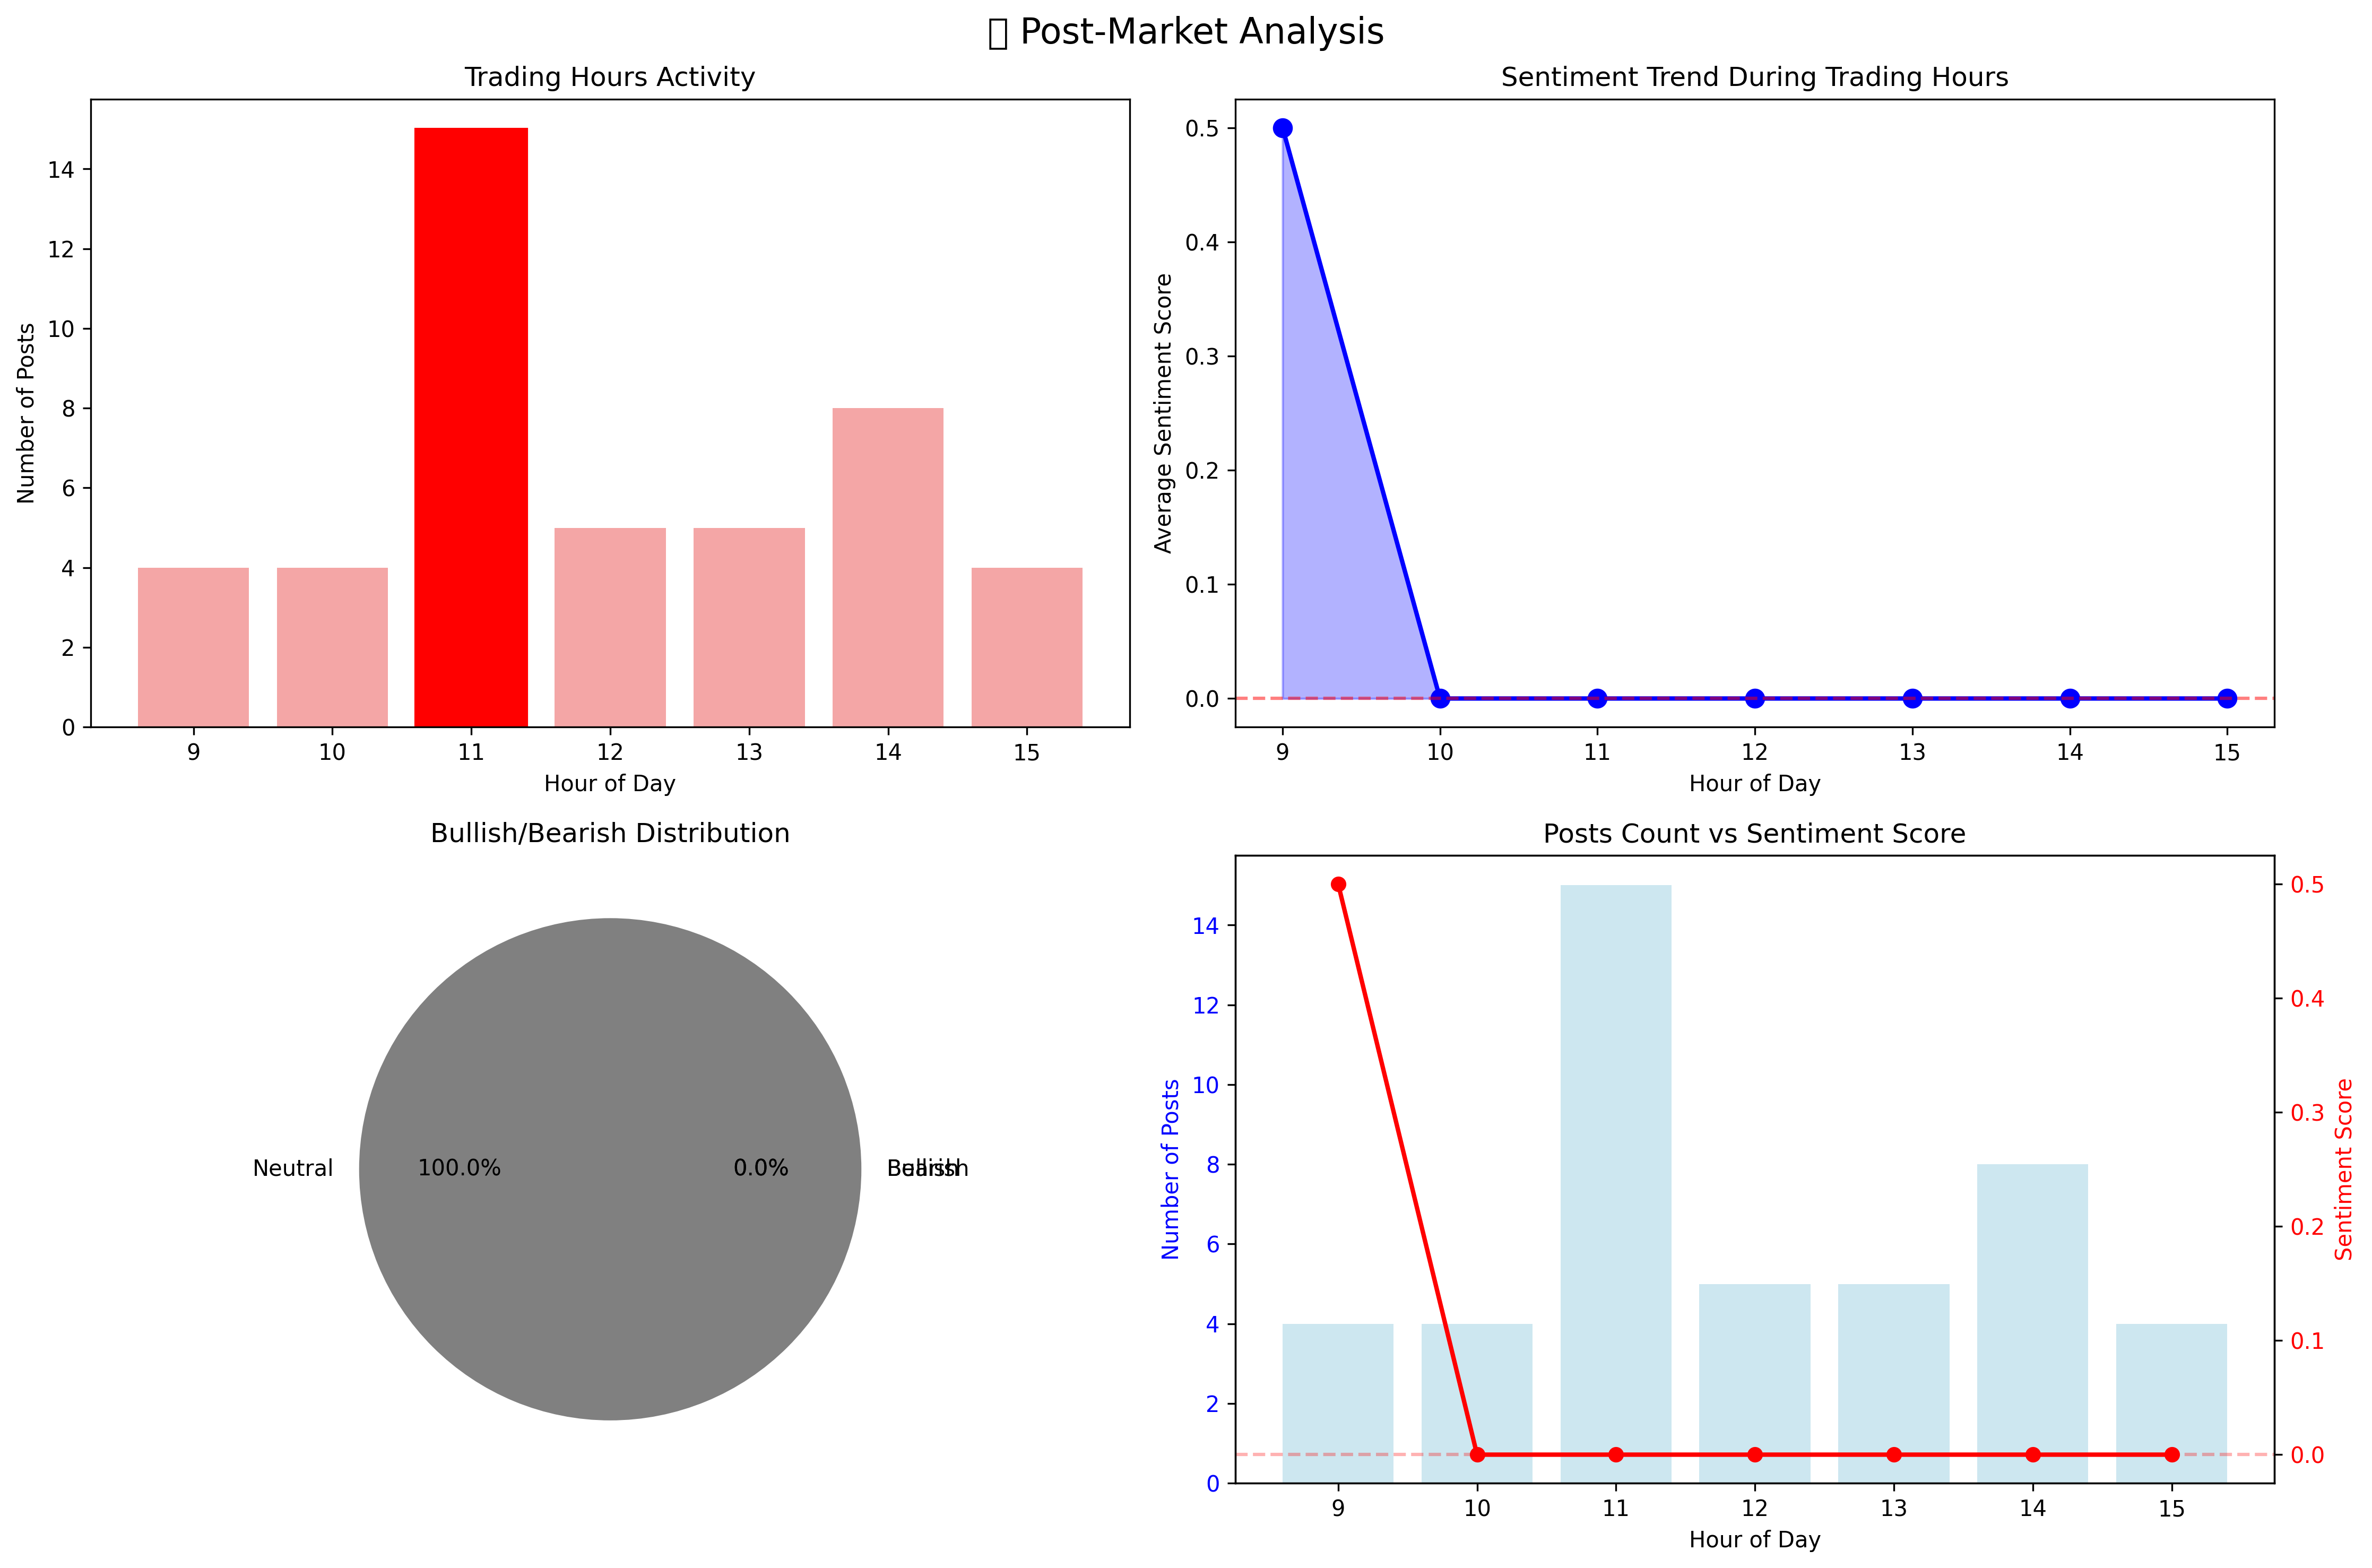 Post-Market Analysis
Trading Hours Activity
Number of Posts
14
12
10
8
6
4
2
0
9 10 11 12 13 14 15
Hour of Day
Sentiment Trend During Trading Hours
Average Sentiment Score
0.5
0.4
0.3
0.2
0.1
0.0
9 10 11 12 13 14 15
Hour of Day
Bullish/Bearish Distribution
Neutral
100.0%
0.0%
Bullish
Bearish
Posts Count vs Sentiment Score
Number of Posts
14
12
10
8
6
4
2
0
0.5
0.4
0.3
0.2
0.1
0.0
Sentiment Score
9 10 11 12 13 14 15
Hour of Day